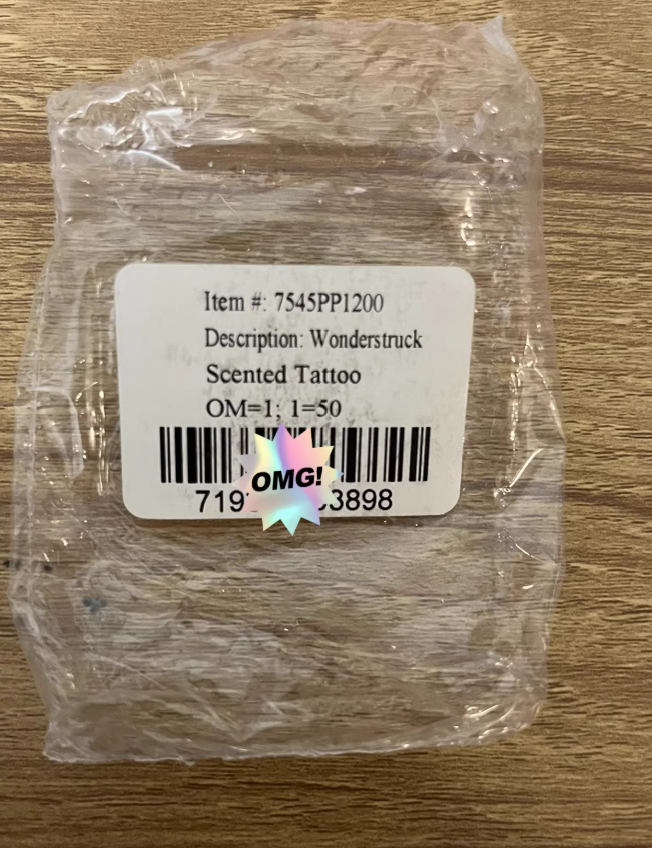 Item #: 7545PP1200
Description: Wonderstruck
Scented Tattoo
OM=1; 1=50
OMG!